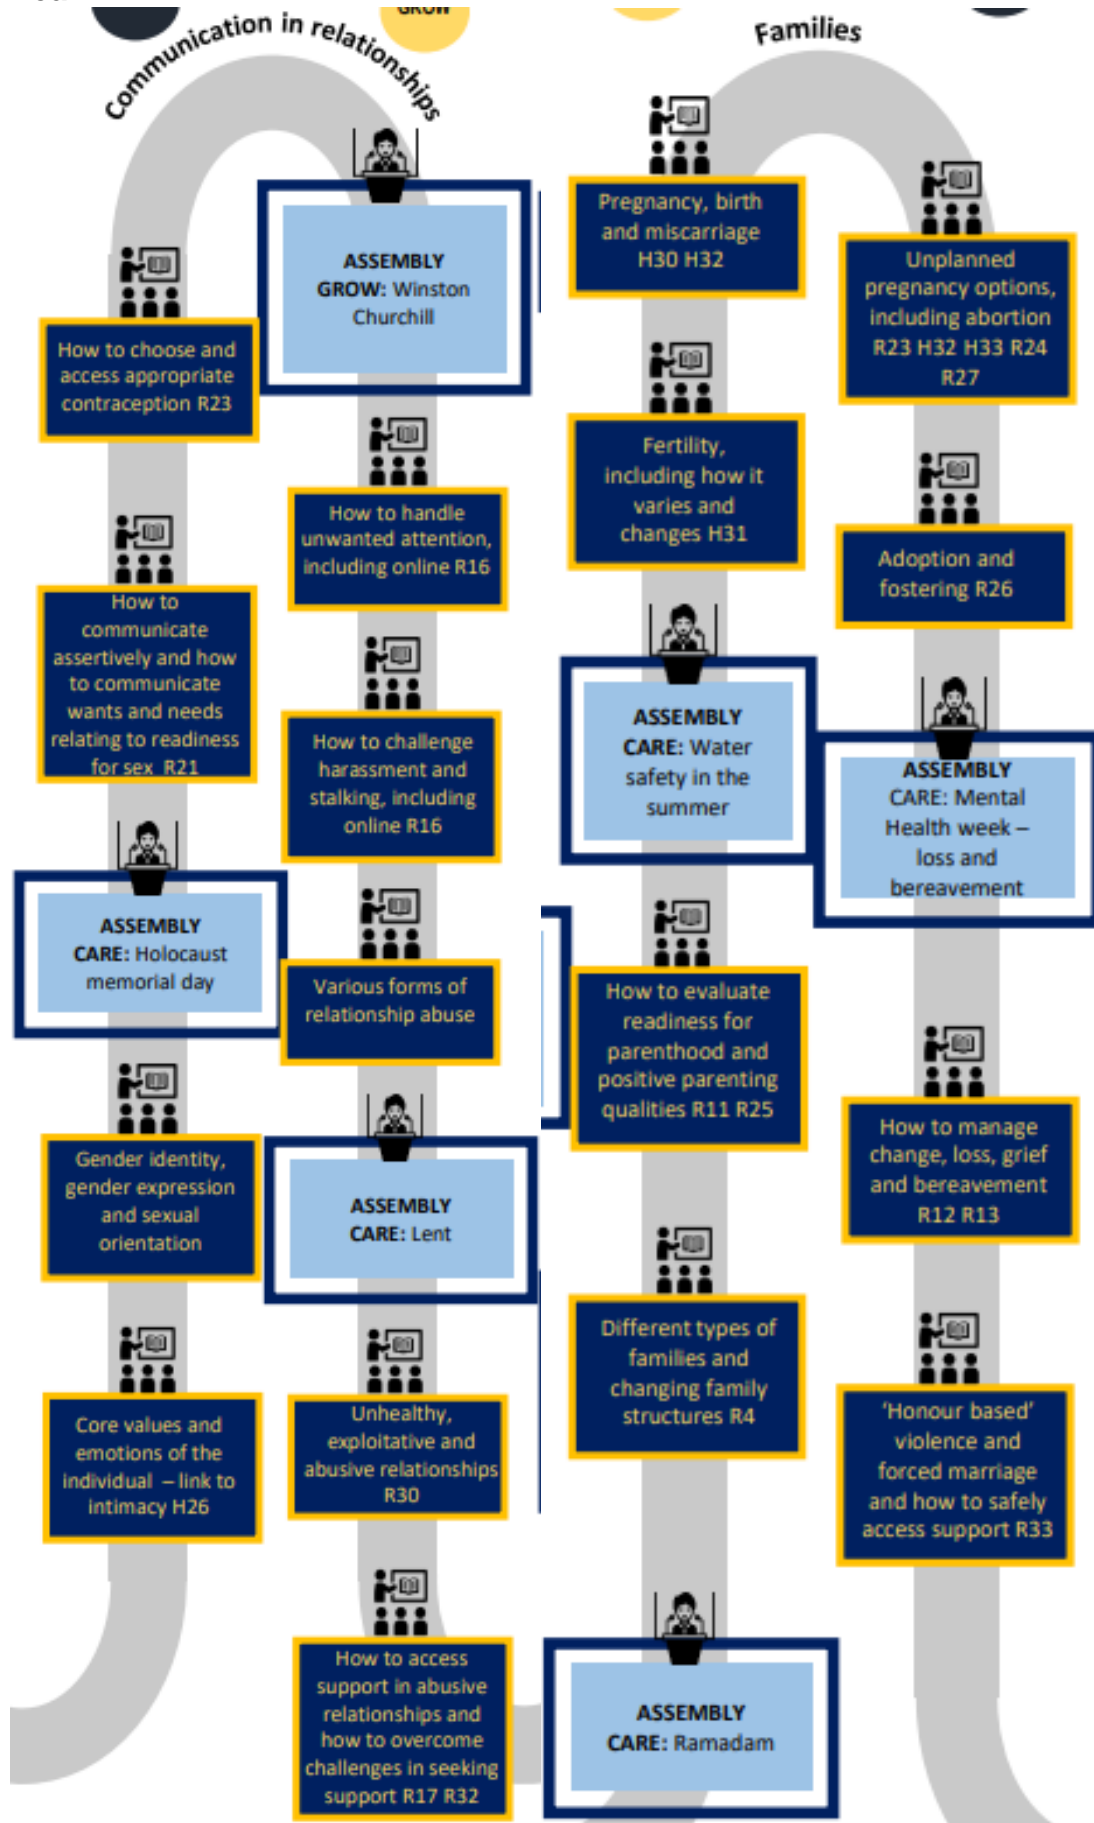 GROW
Communication in relationships
Families
ASSEMBLY
GROW: Winston
Churchill
How to choose and
access appropriate
contraception R23
How to handle
unwanted attention,
including online R16
How to
communicate
assertively and how
to communicate
wants and needs
relating to readiness
for sex R21
How to challenge
harassment and
stalking, including
online R16
ASSEMBLY
CARE: Holocaust
memorial day
Various forms of
relationship abuse
Gender identity,
gender expression
and sexual
orientation
ASSEMBLY
CARE: Lent
Core values and
emotions of the
individual – link to
intimacy H26
Unhealthy,
exploitative and
abusive relationships
R30
How to access
support in abusive
relationships and
how to overcome
challenges in seeking
support R17 R32
Pregnancy, birth
and miscarriage
H30 H32
Unplanned
pregnancy options,
including abortion
R23 H32 H33 R24
R27
Fertility,
including how it
varies and
changes H31
Adoption and
fostering R26
ASSEMBLY
CARE: Water
safety in the
summer
ASSEMBLY
CARE: Mental
Health week –
loss and
bereavement
How to evaluate
readiness for
parenthood and
positive parenting
qualities R11 R25
How to manage
change, loss, grief
and bereavement
R12 R13
Different types of
families and
changing family
structures R4
'Honour based'
violence and
forced marriage
and how to safely
access support R33
ASSEMBLY
CARE: Ramadam